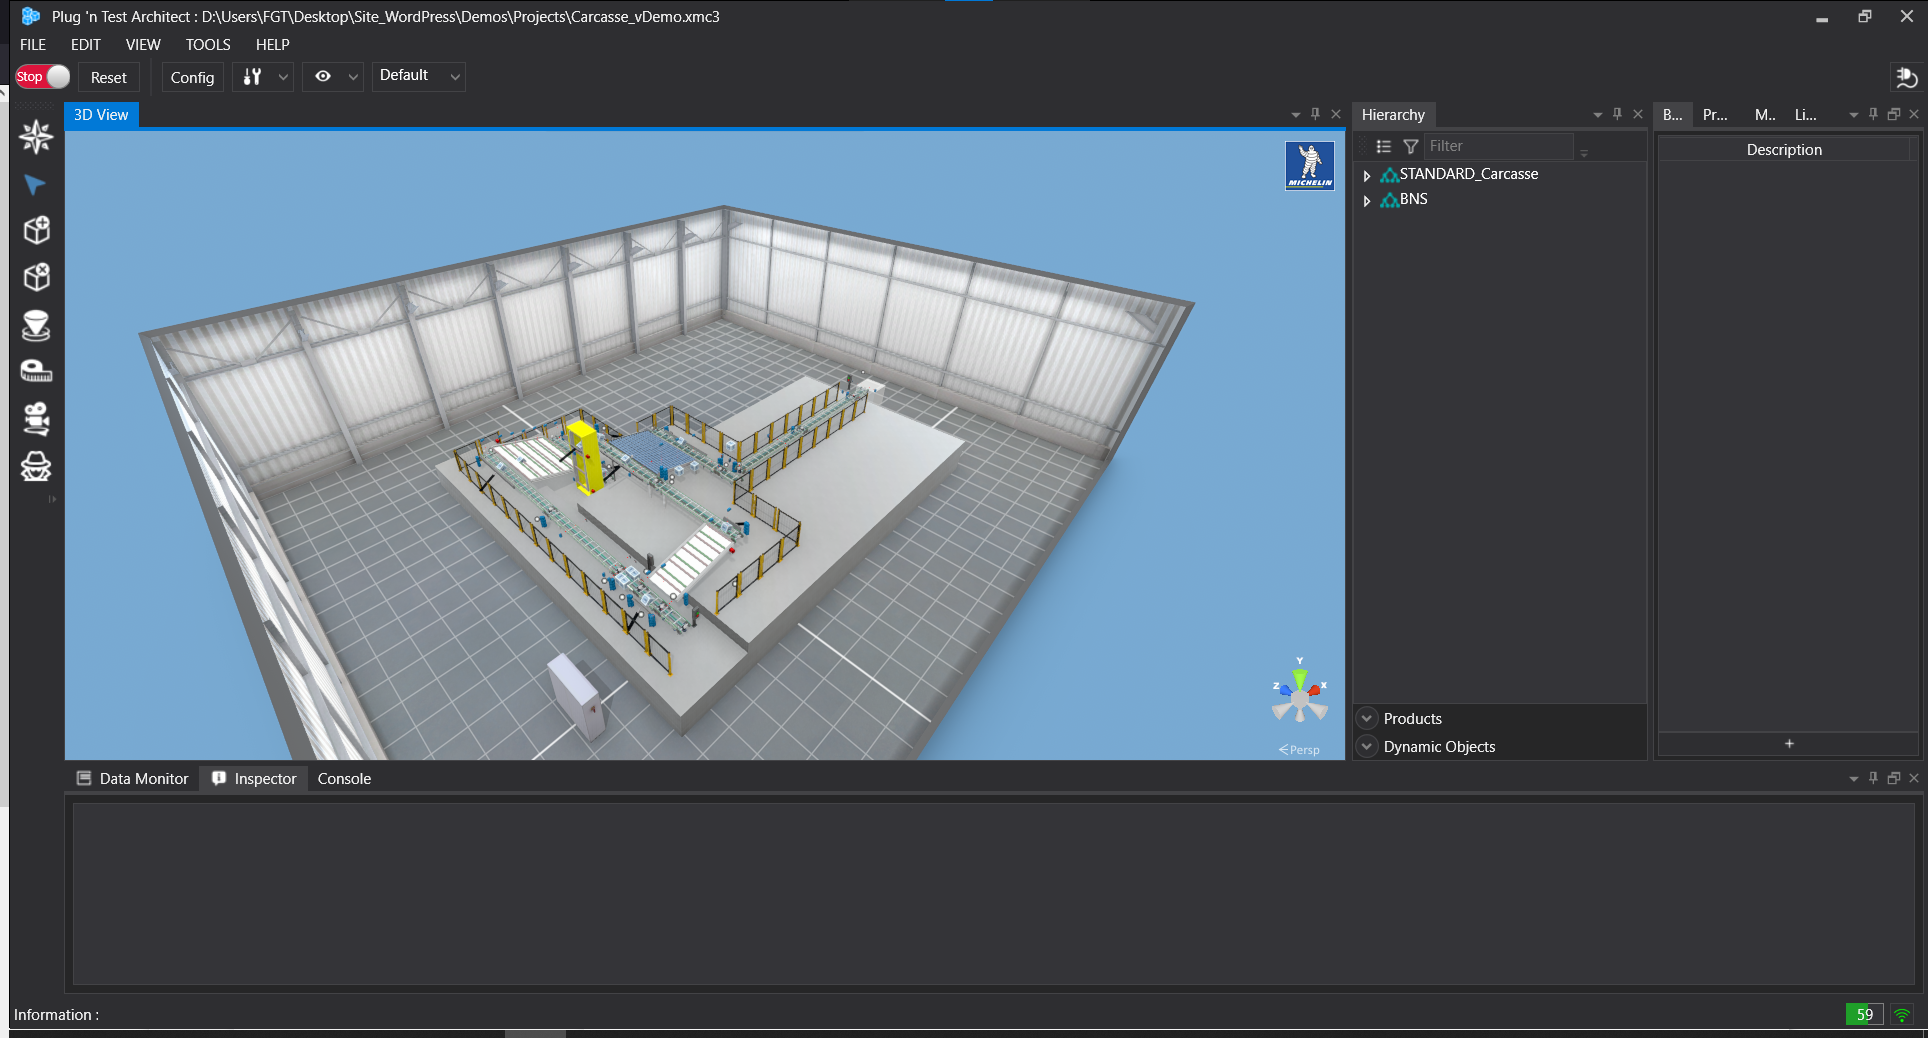 Plug 'n Test Architect : D:\Users\FGT\Desktop\Site_WordPress\Demos\Projects\Carcasse_vDemo.xmc3
FILE EDIT VIEW TOOLS HELP
Stop Reset Config Default
3D View
MICHELIN
Y
Z X
Persp
Hierarchy
Filter
STANDARD_Carcasse
BNS
Products
Dynamic Objects
B... Pr... M.. Li...
Description
+
Data Monitor Inspector Console
Information :
59